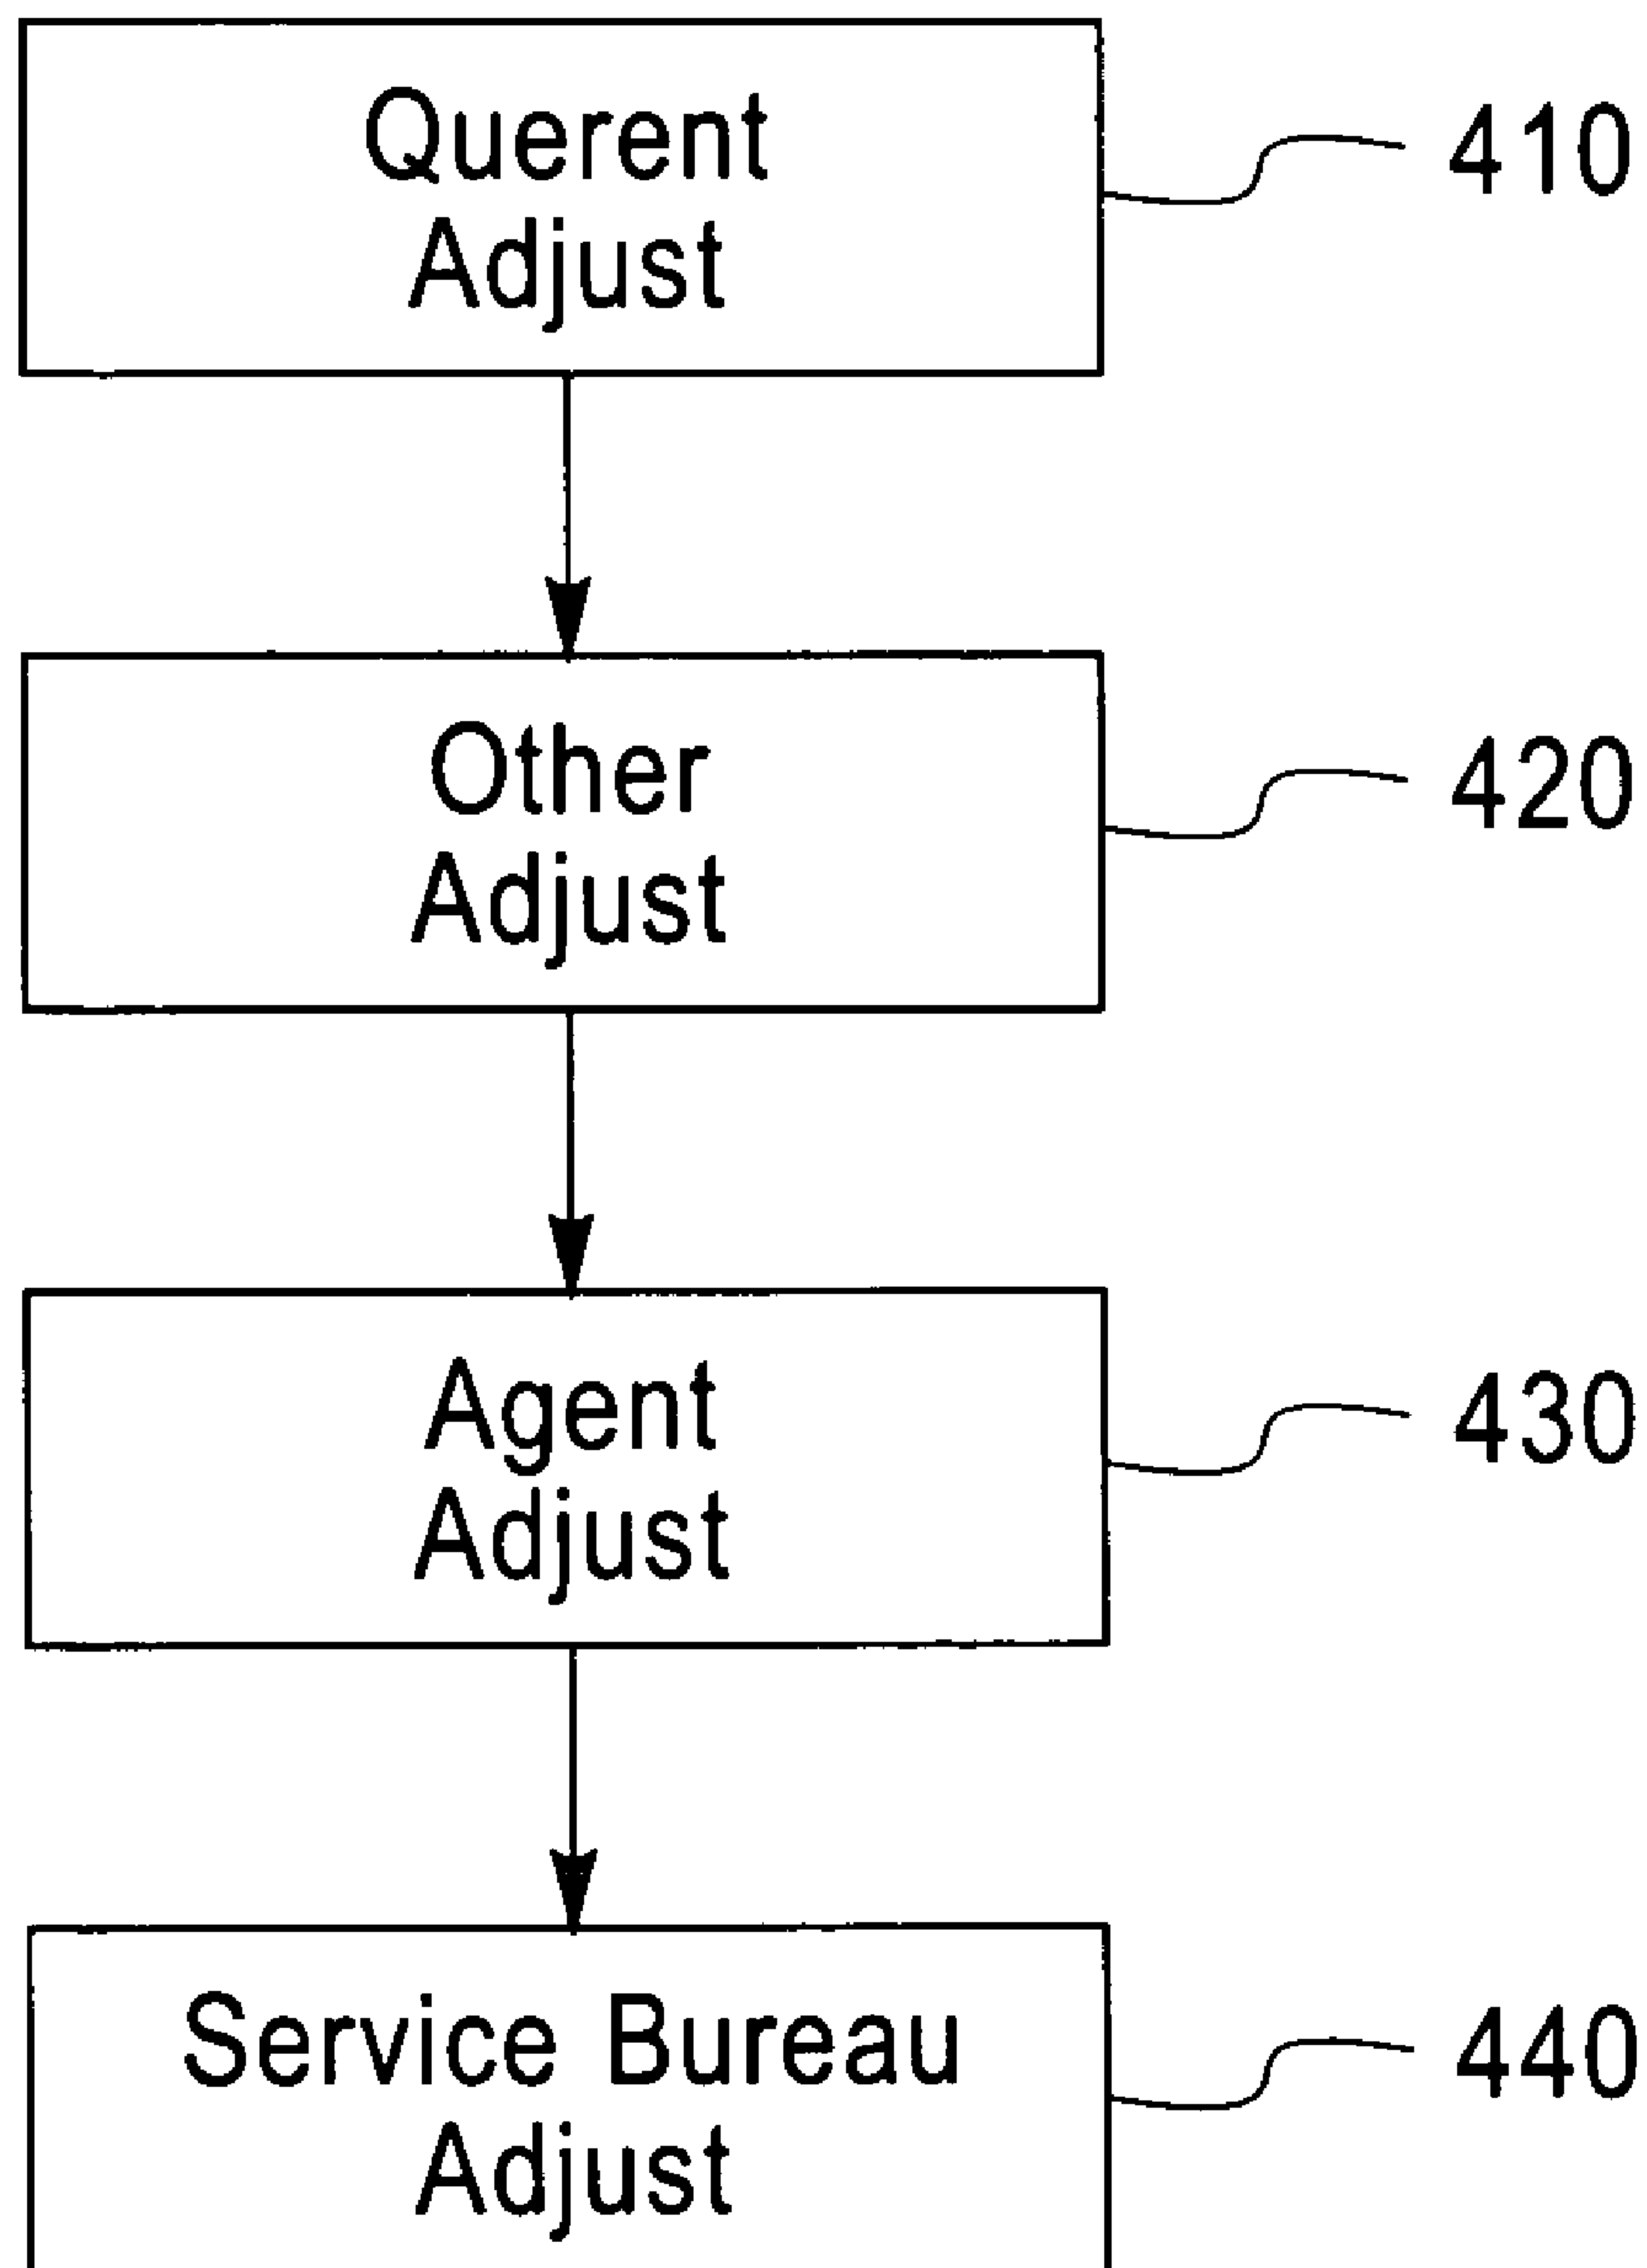 Querent
Adjust
410
Other
Adjust
420
Agent
Adjust
430
Service Bureau
Adjust
440